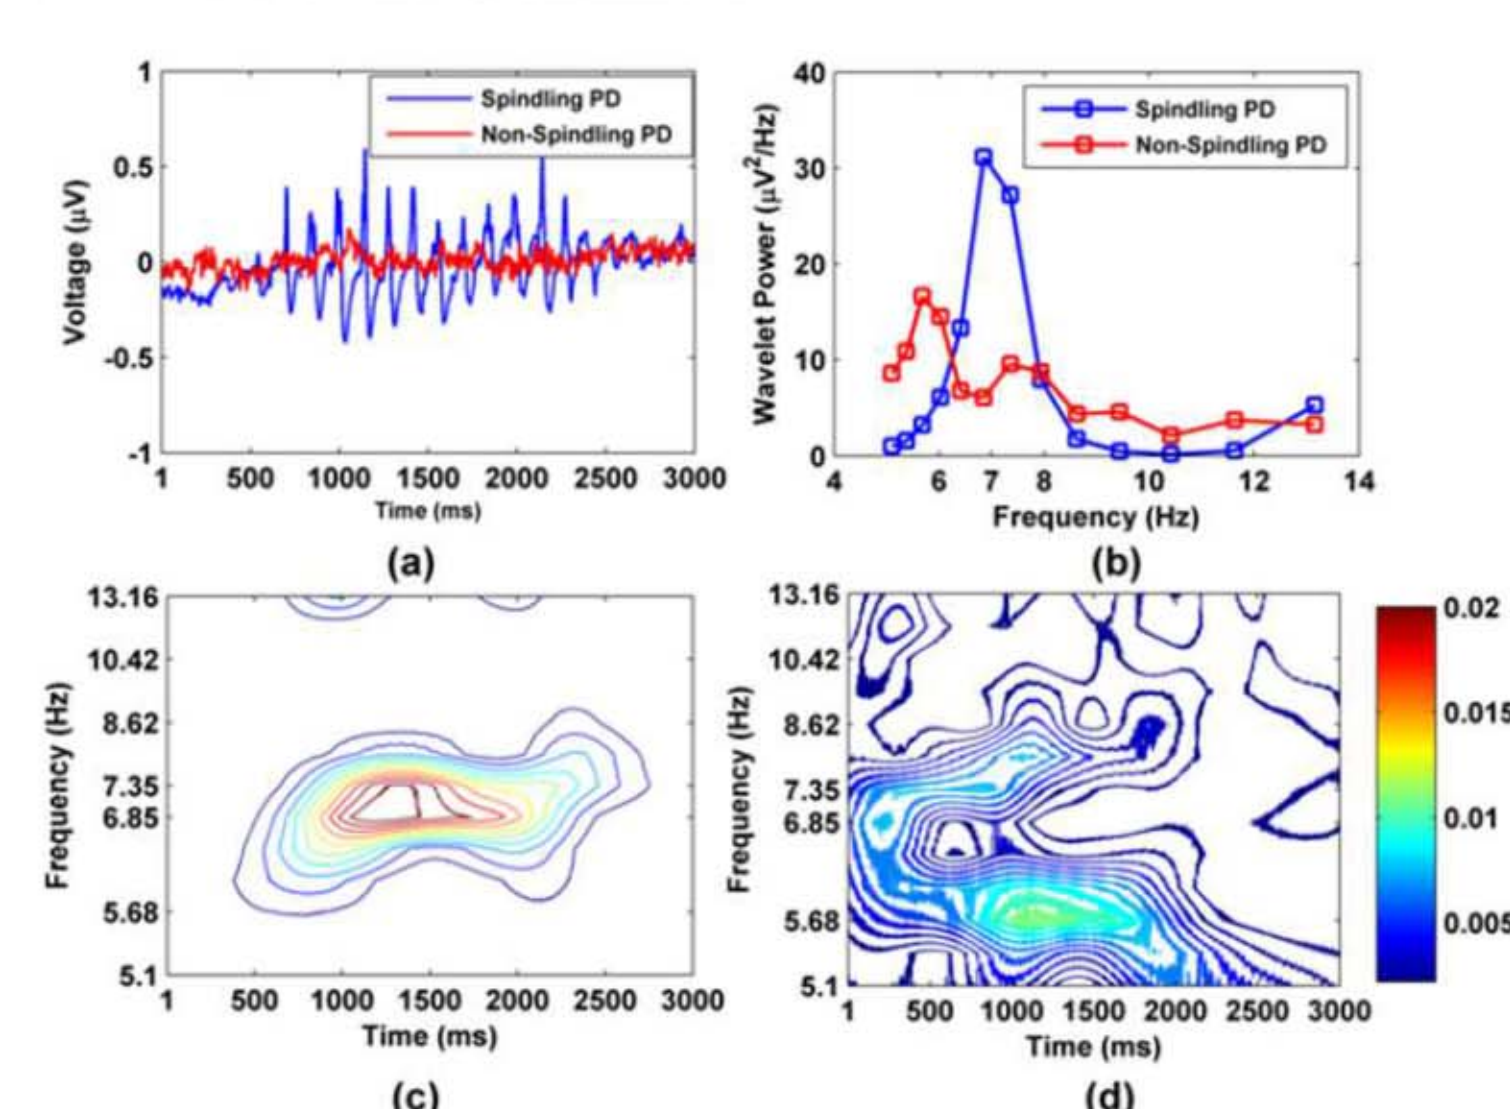 1
0.5
0
-0.5
-1
Voltage (μV)
Spindling PD
Non-Spindling PD
1 500 1000 1500 2000 2500 3000
Time (ms)
(a)
40
30
20
10
0
Wavelet Power (μV²/Hz)
Spindling PD
Non-Spindling PD
4 6 7 8 10 12 14
Frequency (Hz)
(b)
13.16
10.42
8.62
7.35
6.85
5.68
5.1
Frequency (Hz)
1 500 1000 1500 2000 2500 3000
Time (ms)
(c)
13.16
10.42
8.62
7.35
6.85
5.68
5.1
Frequency (Hz)
1 500 1000 1500 2000 2500 3000
Time (ms)
(d)
0.02
0.015
0.01
0.005